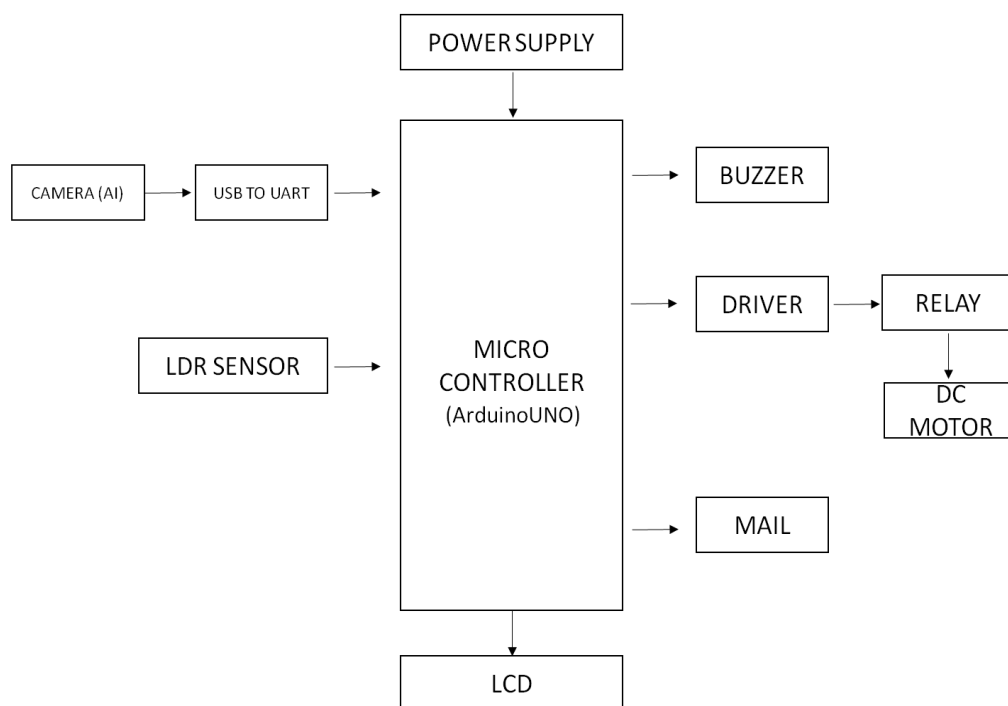 POWER SUPPLY
CAMERA (AI)
USB TO UART
BUZZER
DRIVER
RELAY
LDR SENSOR
MICRO
CONTROLLER
(ArduinoUNO)
DC
MOTOR
MAIL
LCD